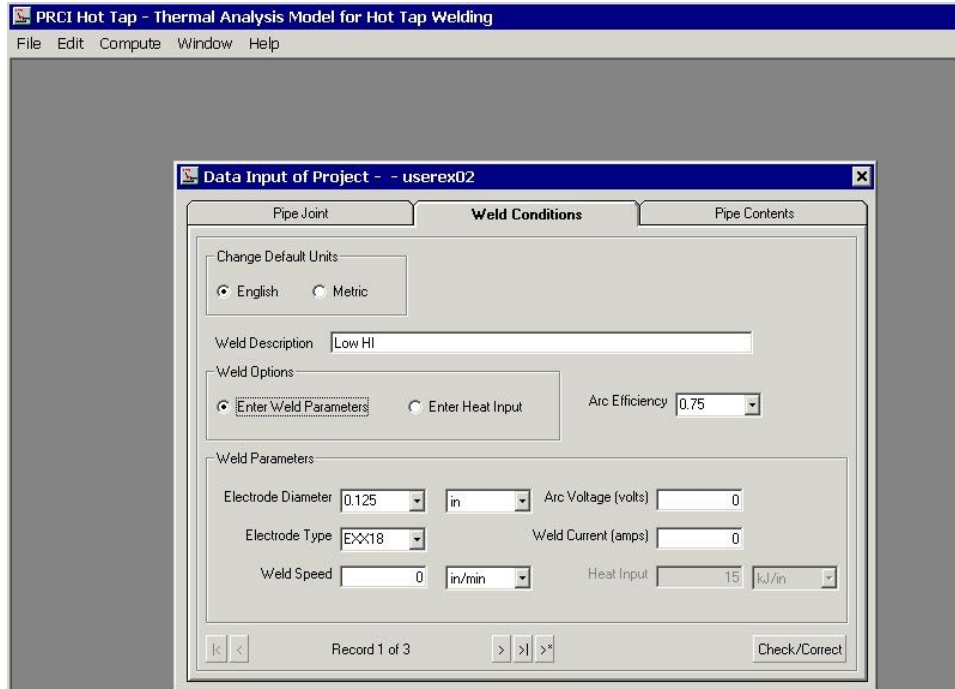 PRCI Hot Tap - Thermal Analysis Model for Hot Tap Welding
File Edit Compute Window Help
Data Input of Project - - userex02
Pipe Joint Weld Conditions Pipe Contents
Change Default Units
English Metric
Weld Description Low HI
Weld Options
Enter Weld Parameters Enter Heat Input Arc Efficiency 0.75
Weld Parameters
Electrode Diameter 0.125 in Arc Voltage (volts) 0
Electrode Type EXX18 Weld Current (amps) 0
Weld Speed 0 in/min Heat Input 15 kJ/in
|< < Record 1 of 3 > >| >* Check/Correct